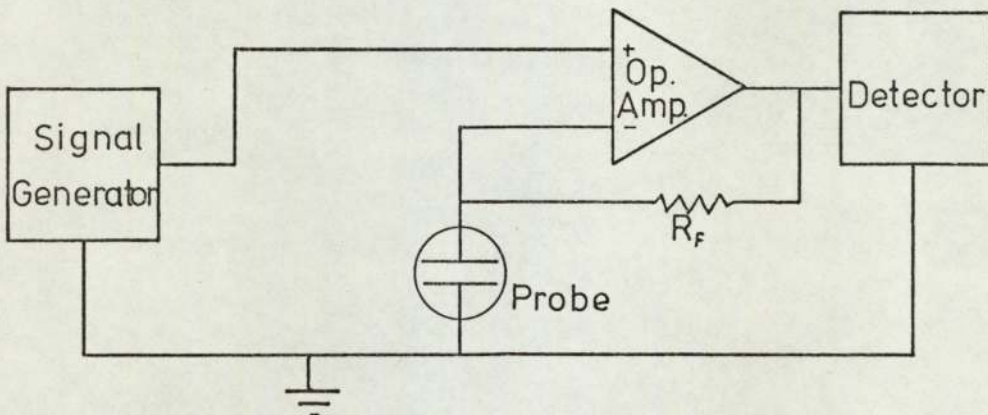 Signal
Generator
+
Op.
Amp.
-
Detector
R_F
Probe